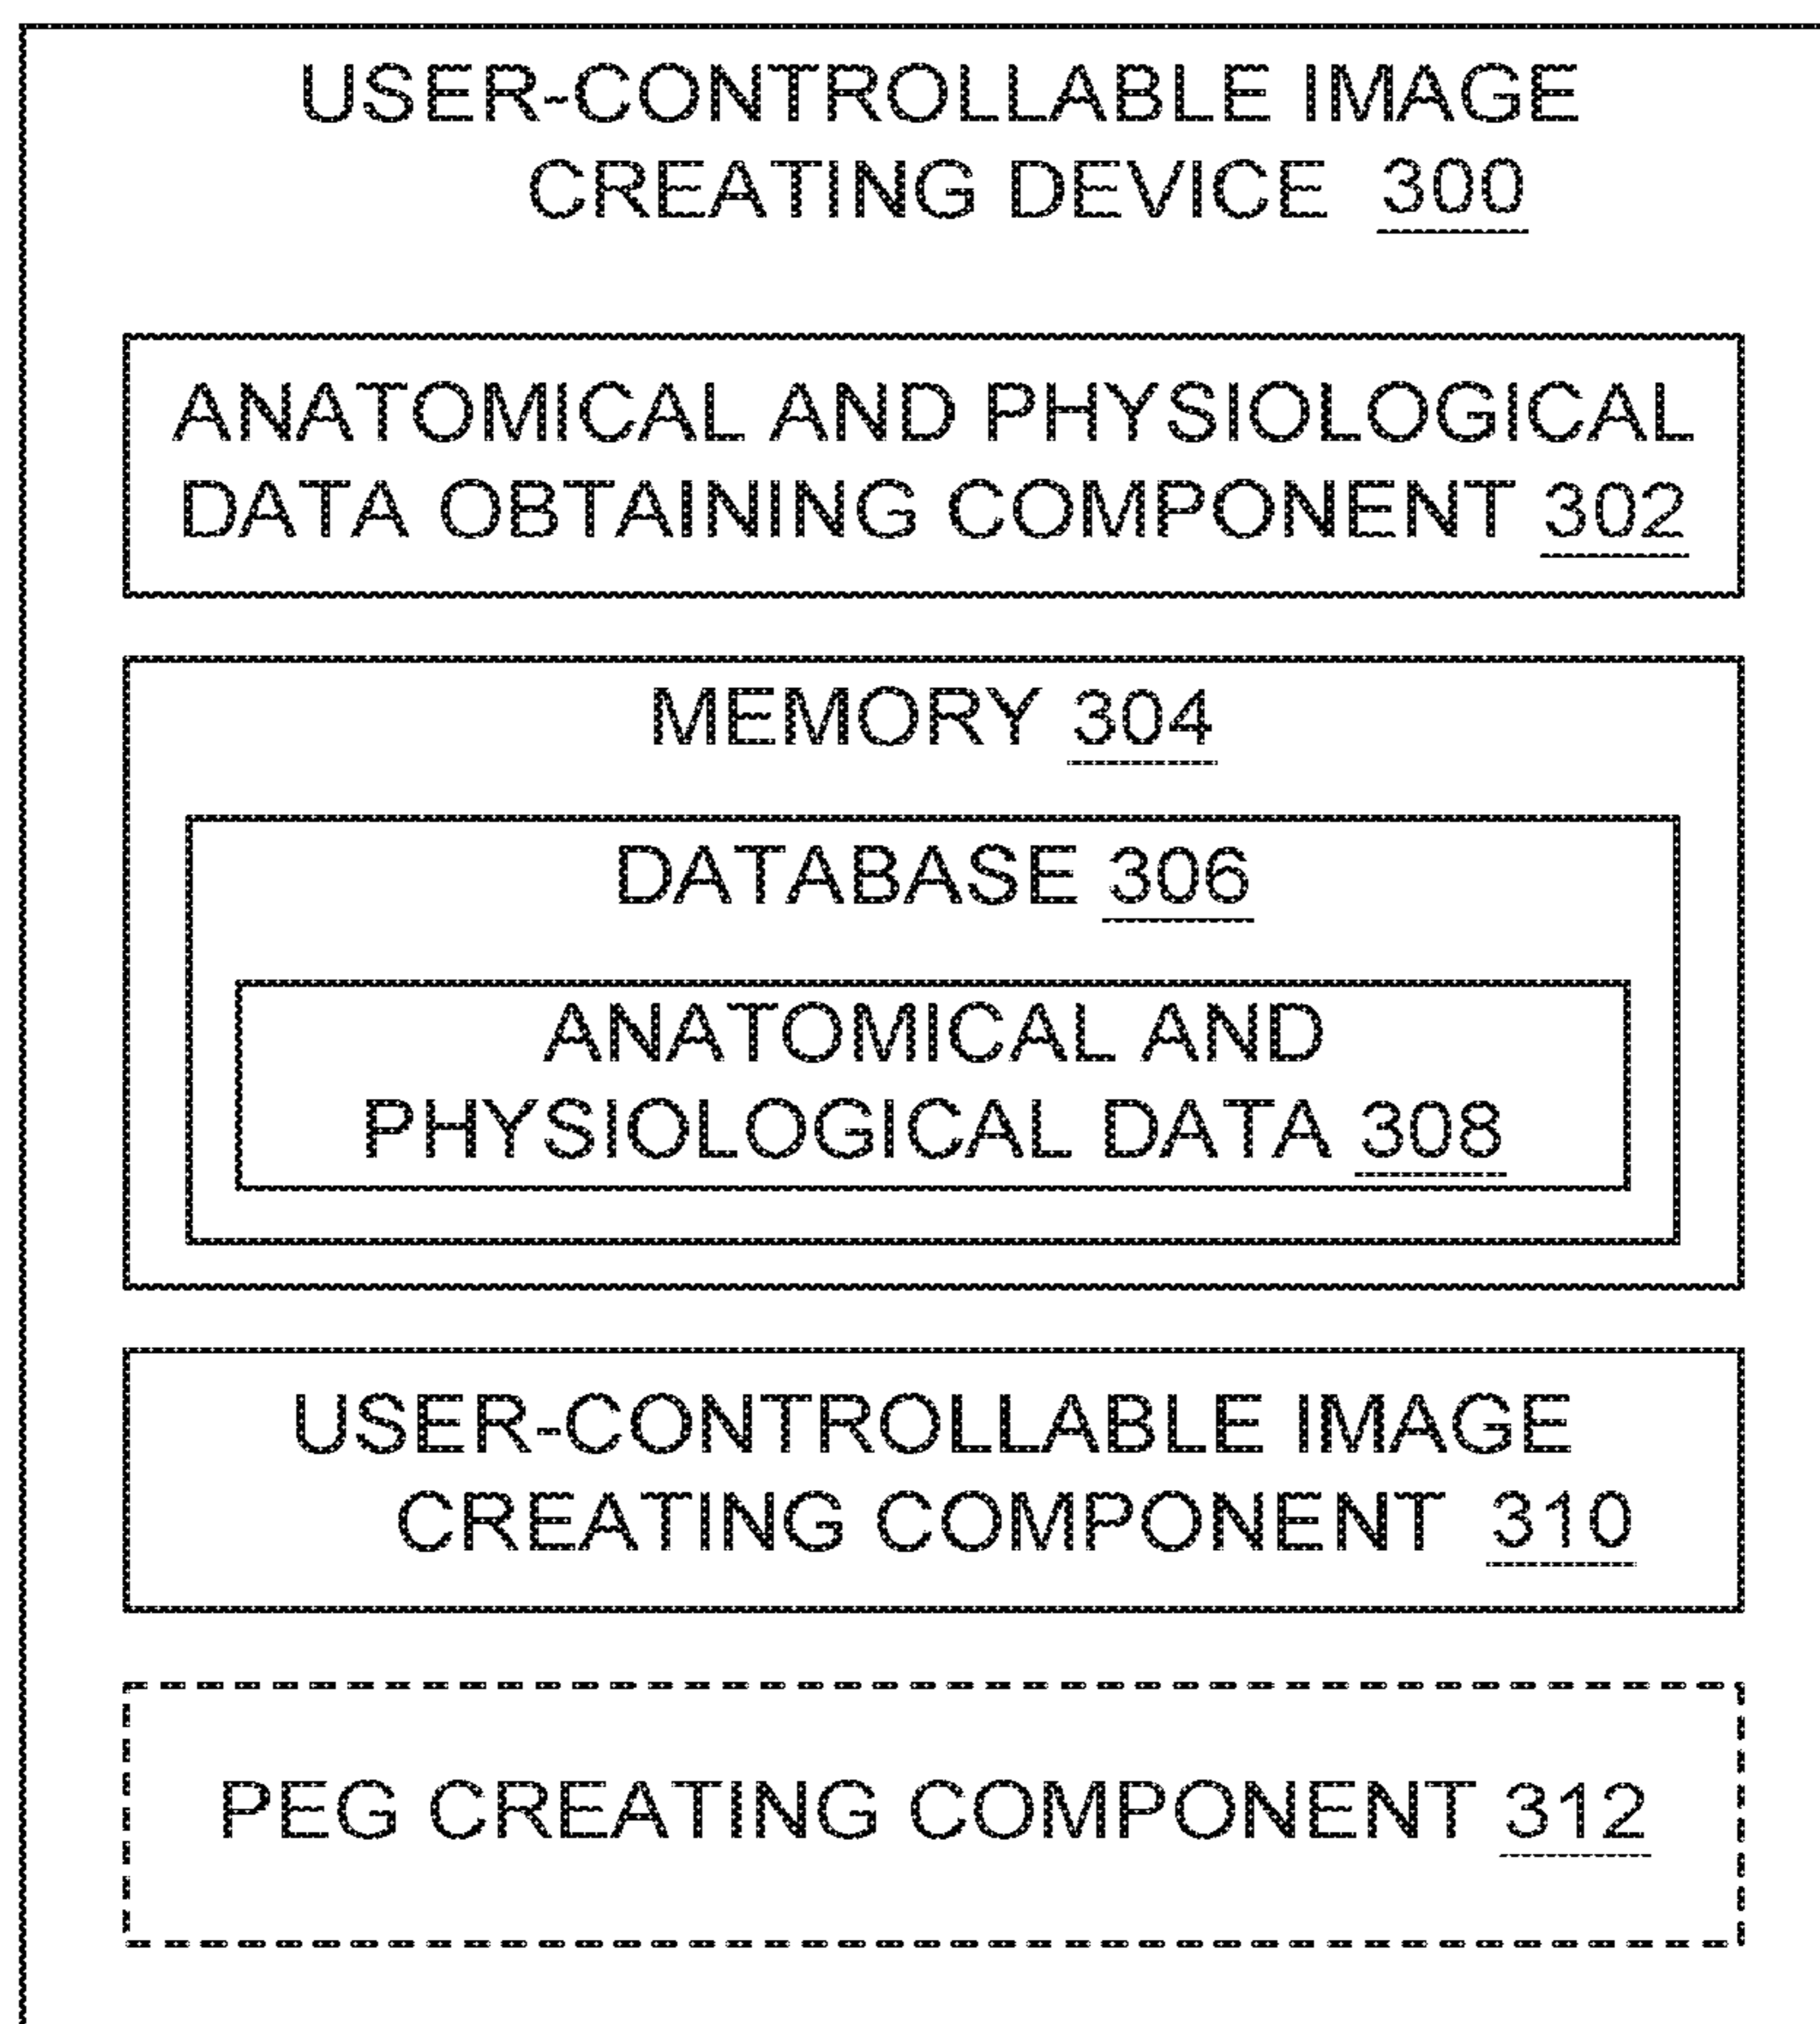 USER-CONTROLLABLE IMAGE
CREATING DEVICE 300
ANATOMICAL AND PHYSIOLOGICAL
DATA OBTAINING COMPONENT 302
MEMORY 304
DATABASE 306
ANATOMICAL AND
PHYSIOLOGICAL DATA 308
USER-CONTROLLABLE IMAGE
CREATING COMPONENT 310
PEG CREATING COMPONENT 312